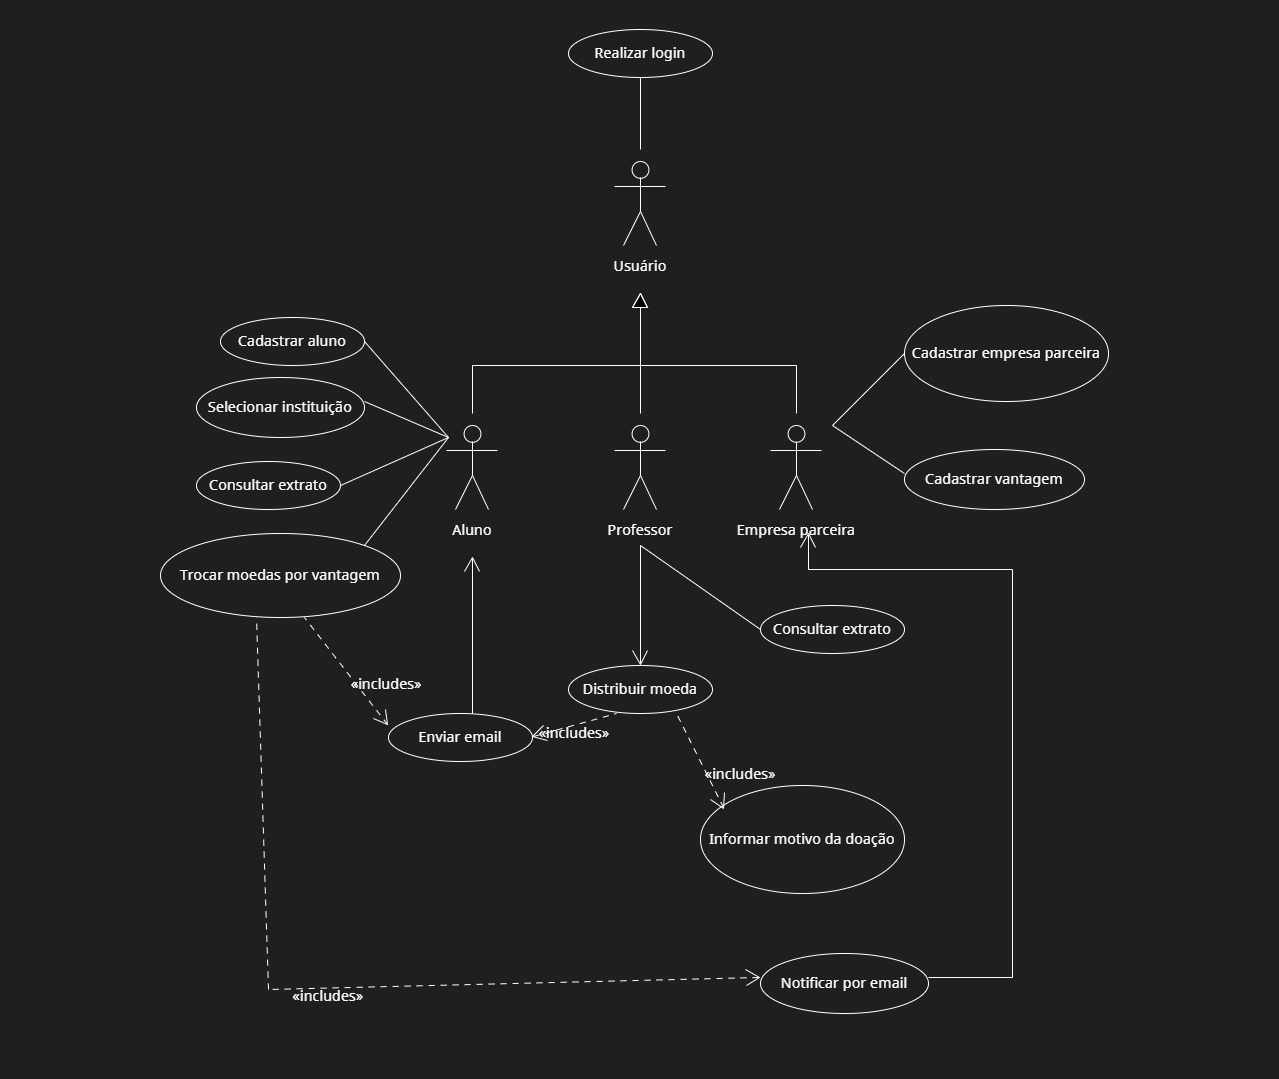 Realizar login
Usuário
Cadastrar aluno
Cadastrar empresa parceira
Selecionar instituição
Consultar extrato
Cadastrar vantagem
Aluno
Professor
Empresa parceira
Trocar moedas por vantagem
Consultar extrato
«includes»
Distribuir moeda
Enviar email
«includes»
«includes»
Informar motivo da doação
Notificar por email
«includes»